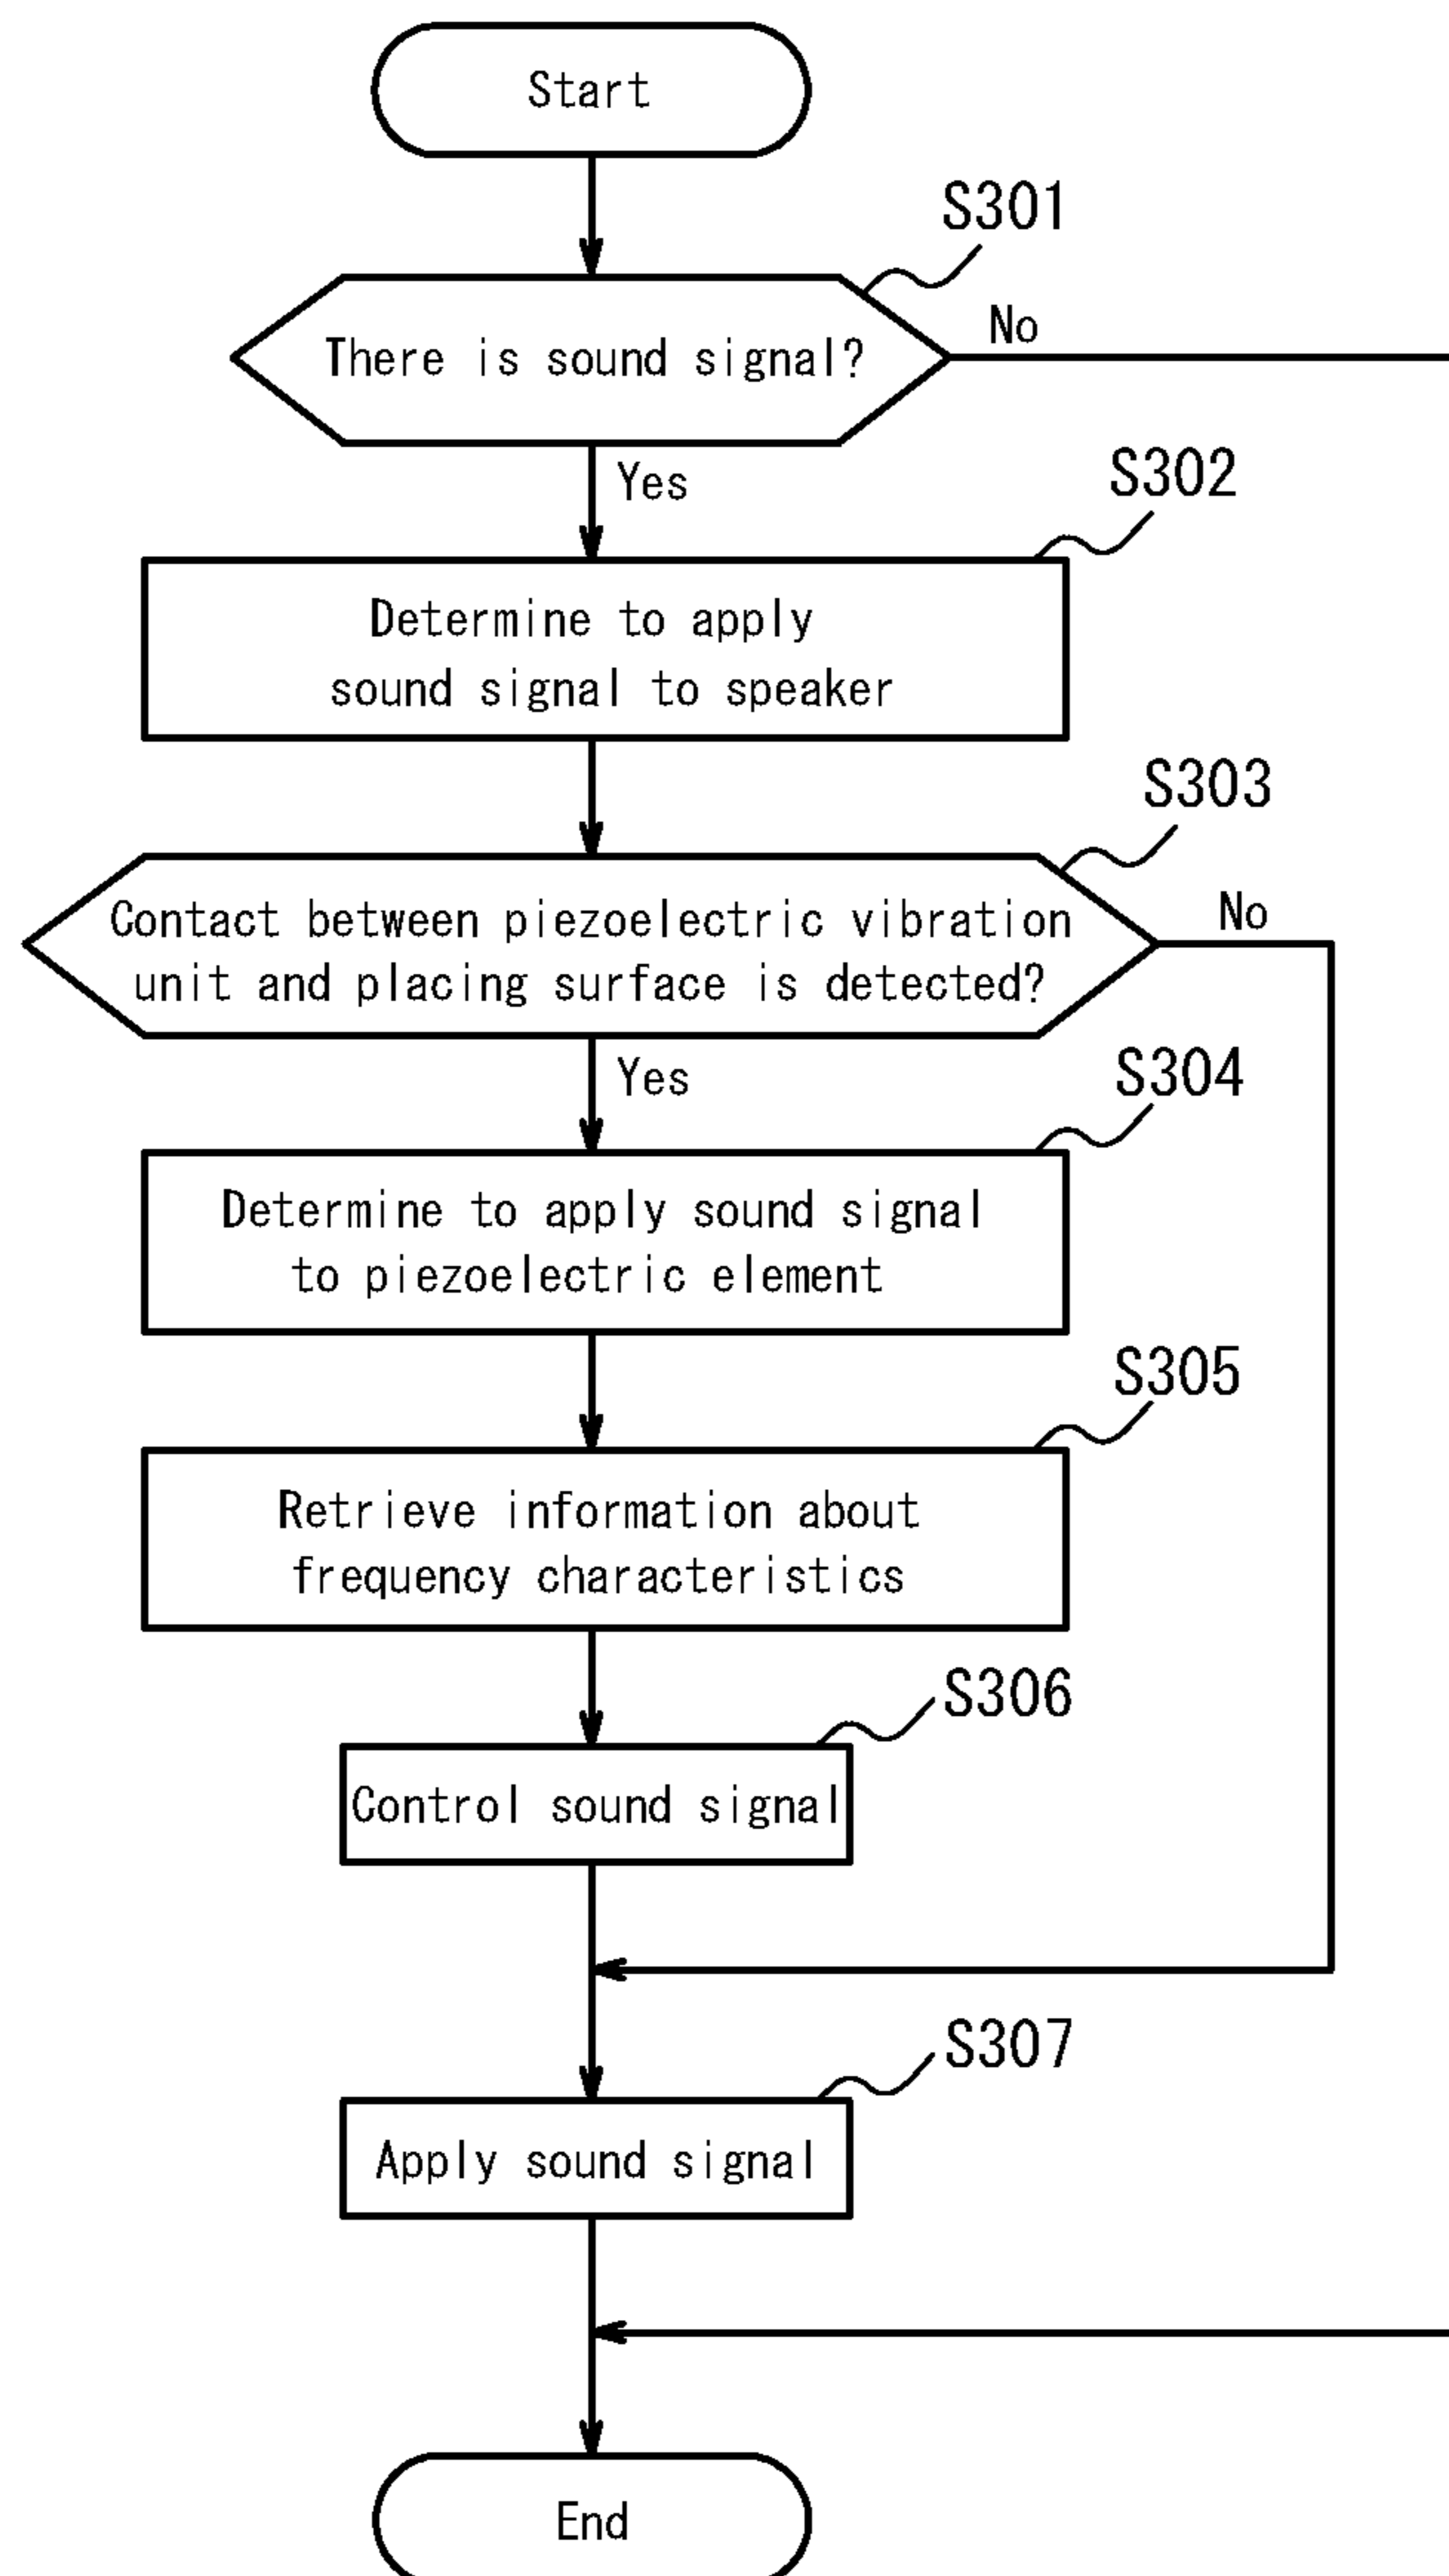 Start
S301
There is sound signal?
No
Yes
S302
Determine to apply
sound signal to speaker
S303
Contact between piezoelectric vibration
unit and placing surface is detected?
No
Yes
S304
Determine to apply sound signal
to piezoelectric element
S305
Retrieve information about
frequency characteristics
S306
Control sound signal
S307
Apply sound signal
End